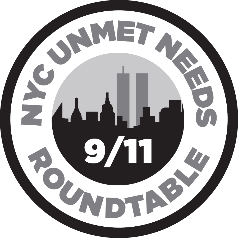 NYC UNMET NEEDS
9/11
ROUNDTABLE